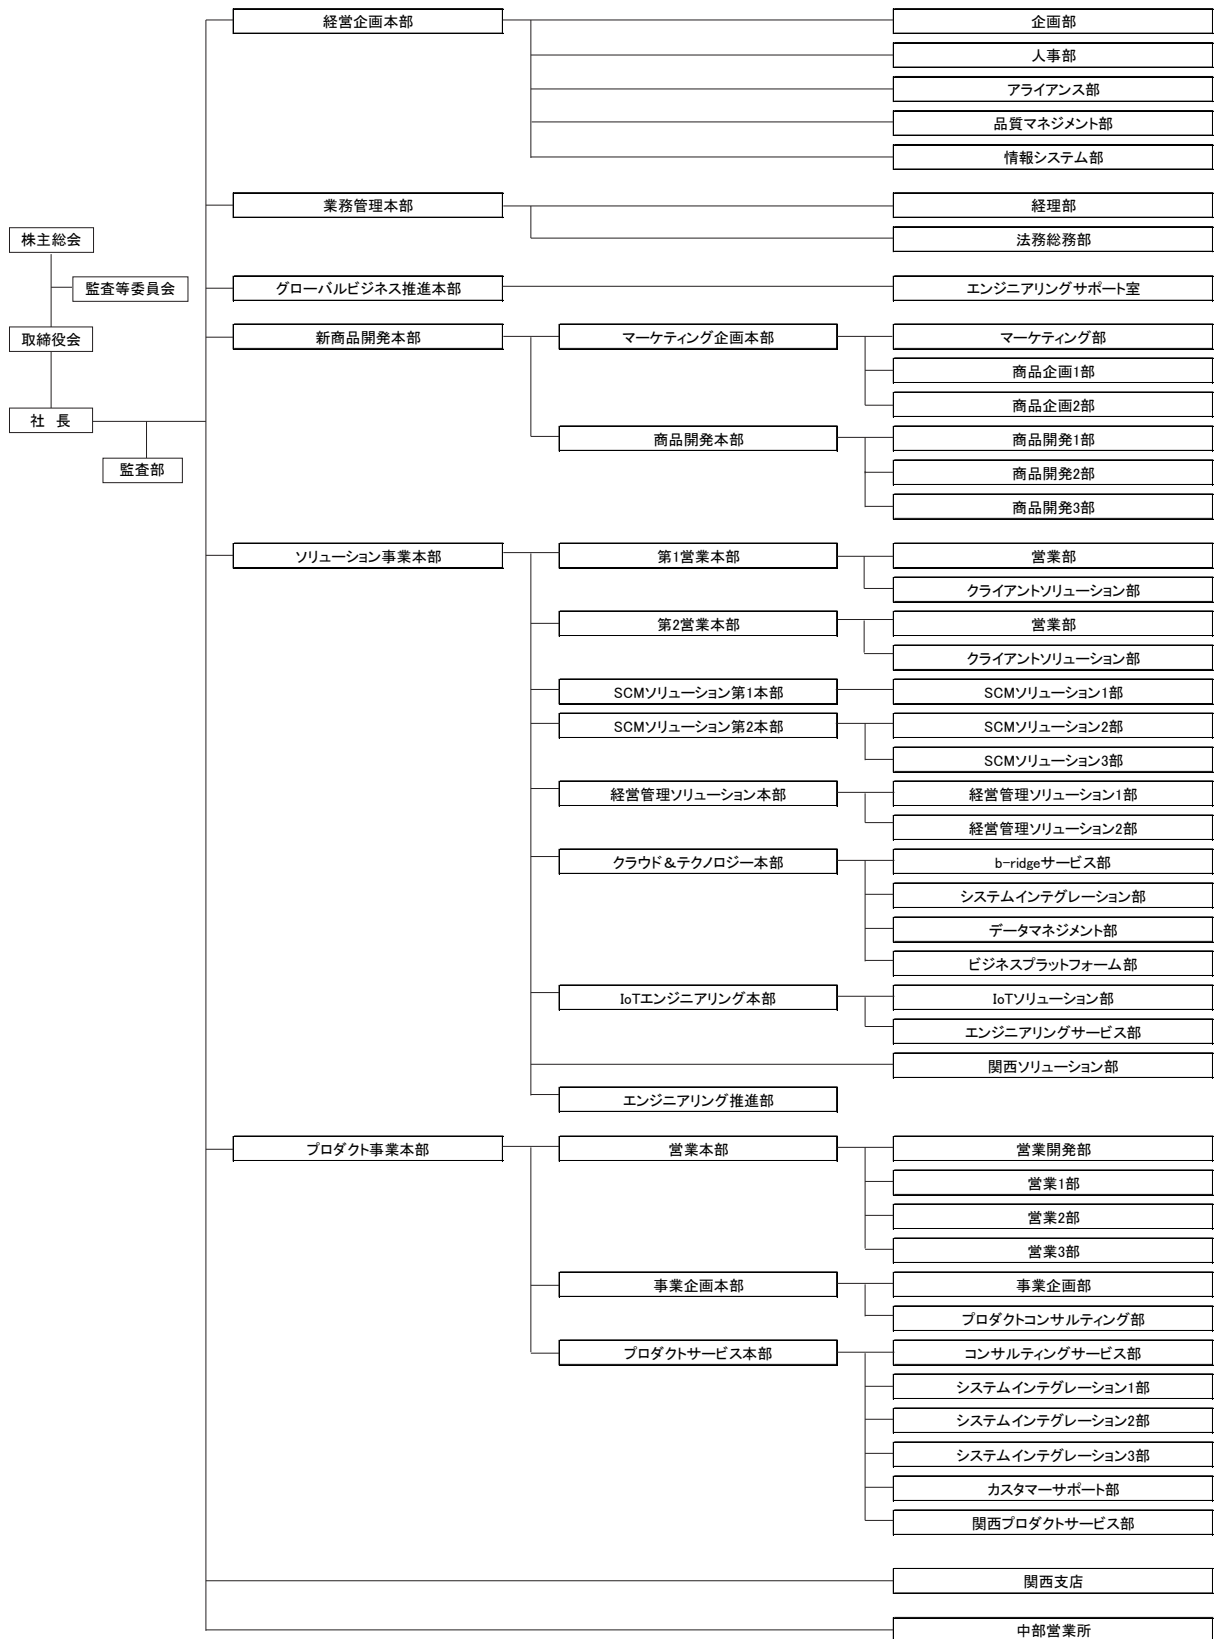 株主総会
監査等委員会
取締役会
社 長
監査部
経営企画本部
企画部
人事部
アライアンス部
品質マネジメント部
情報システム部
業務管理本部
経理部
法務総務部
グローバルビジネス推進本部
エンジニアリングサポート室
新商品開発本部
マーケティング企画本部
マーケティング部
商品企画1部
商品企画2部
商品開発本部
商品開発1部
商品開発2部
商品開発3部
ソリューション事業本部
第1営業本部
営業部
クライアントソリューション部
第2営業本部
営業部
クライアントソリューション部
SCMソリューション第1本部
SCMソリューション1部
SCMソリューション第2本部
SCMソリューション2部
SCMソリューション3部
経営管理ソリューション本部
経営管理ソリューション1部
経営管理ソリューション2部
クラウド＆テクノロジー本部
b-ridgeサービス部
システムインテグレーション部
データマネジメント部
ビジネスプラットフォーム部
IoTエンジニアリング本部
IoTソリューション部
エンジニアリングサービス部
関西ソリューション部
エンジニアリング推進部
プロダクト事業本部
営業本部
営業開発部
営業1部
営業2部
営業3部
事業企画本部
事業企画部
プロダクトコンサルティング部
プロダクトサービス本部
コンサルティングサービス部
システムインテグレーション1部
システムインテグレーション2部
システムインテグレーション3部
カスタマーサポート部
関西プロダクトサービス部
関西支店
中部営業所